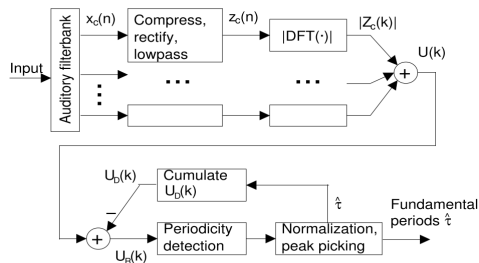 x_c(n)
Compress,
rectify,
lowpass
z_c(n)
|DFT(·)|
|Z_c(k)|
U(k)
Input
Auditory filterbank
+
U_D(k)
Cumulate
U_D(k)
τ̂
Fundamental
periods τ̂
–
+
U_R(k)
Periodicity
detection
Normalization,
peak picking